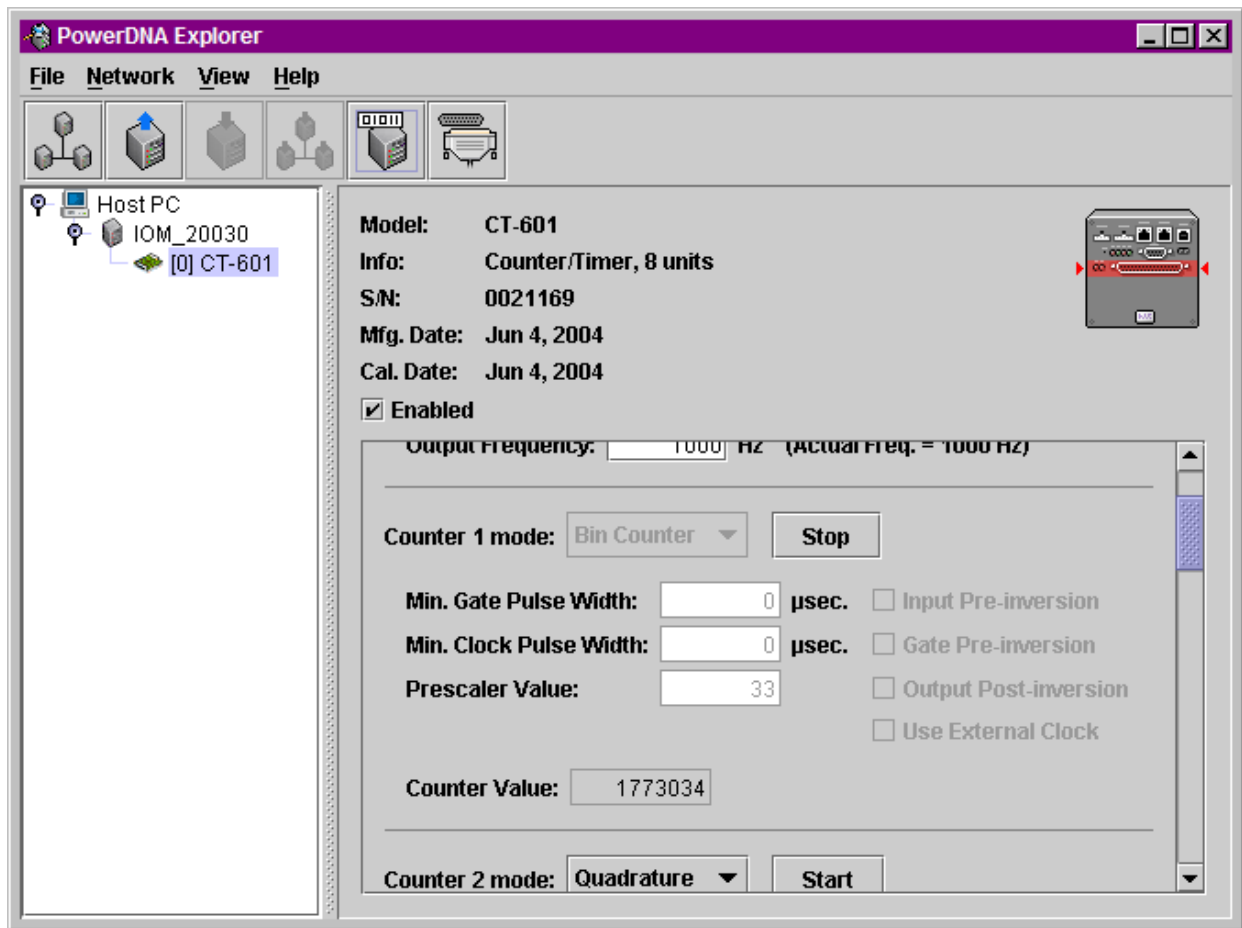 PowerDNA Explorer
File Network View Help
01011
Host PC
IOM_20030
[0] CT-601
Model: CT-601
Info: Counter/Timer, 8 units
S/N: 0021169
Mfg. Date: Jun 4, 2004
Cal. Date: Jun 4, 2004
Enabled
Output Frequency: 1000 Hz (Actual Freq. = 1000 Hz)
Counter 1 mode: Bin Counter Stop
Min. Gate Pulse Width: 0 µsec. Input Pre-inversion
Min. Clock Pulse Width: 0 µsec. Gate Pre-inversion
Prescaler Value: 33 Output Post-inversion
Use External Clock
Counter Value: 1773034
Counter 2 mode: Quadrature Start